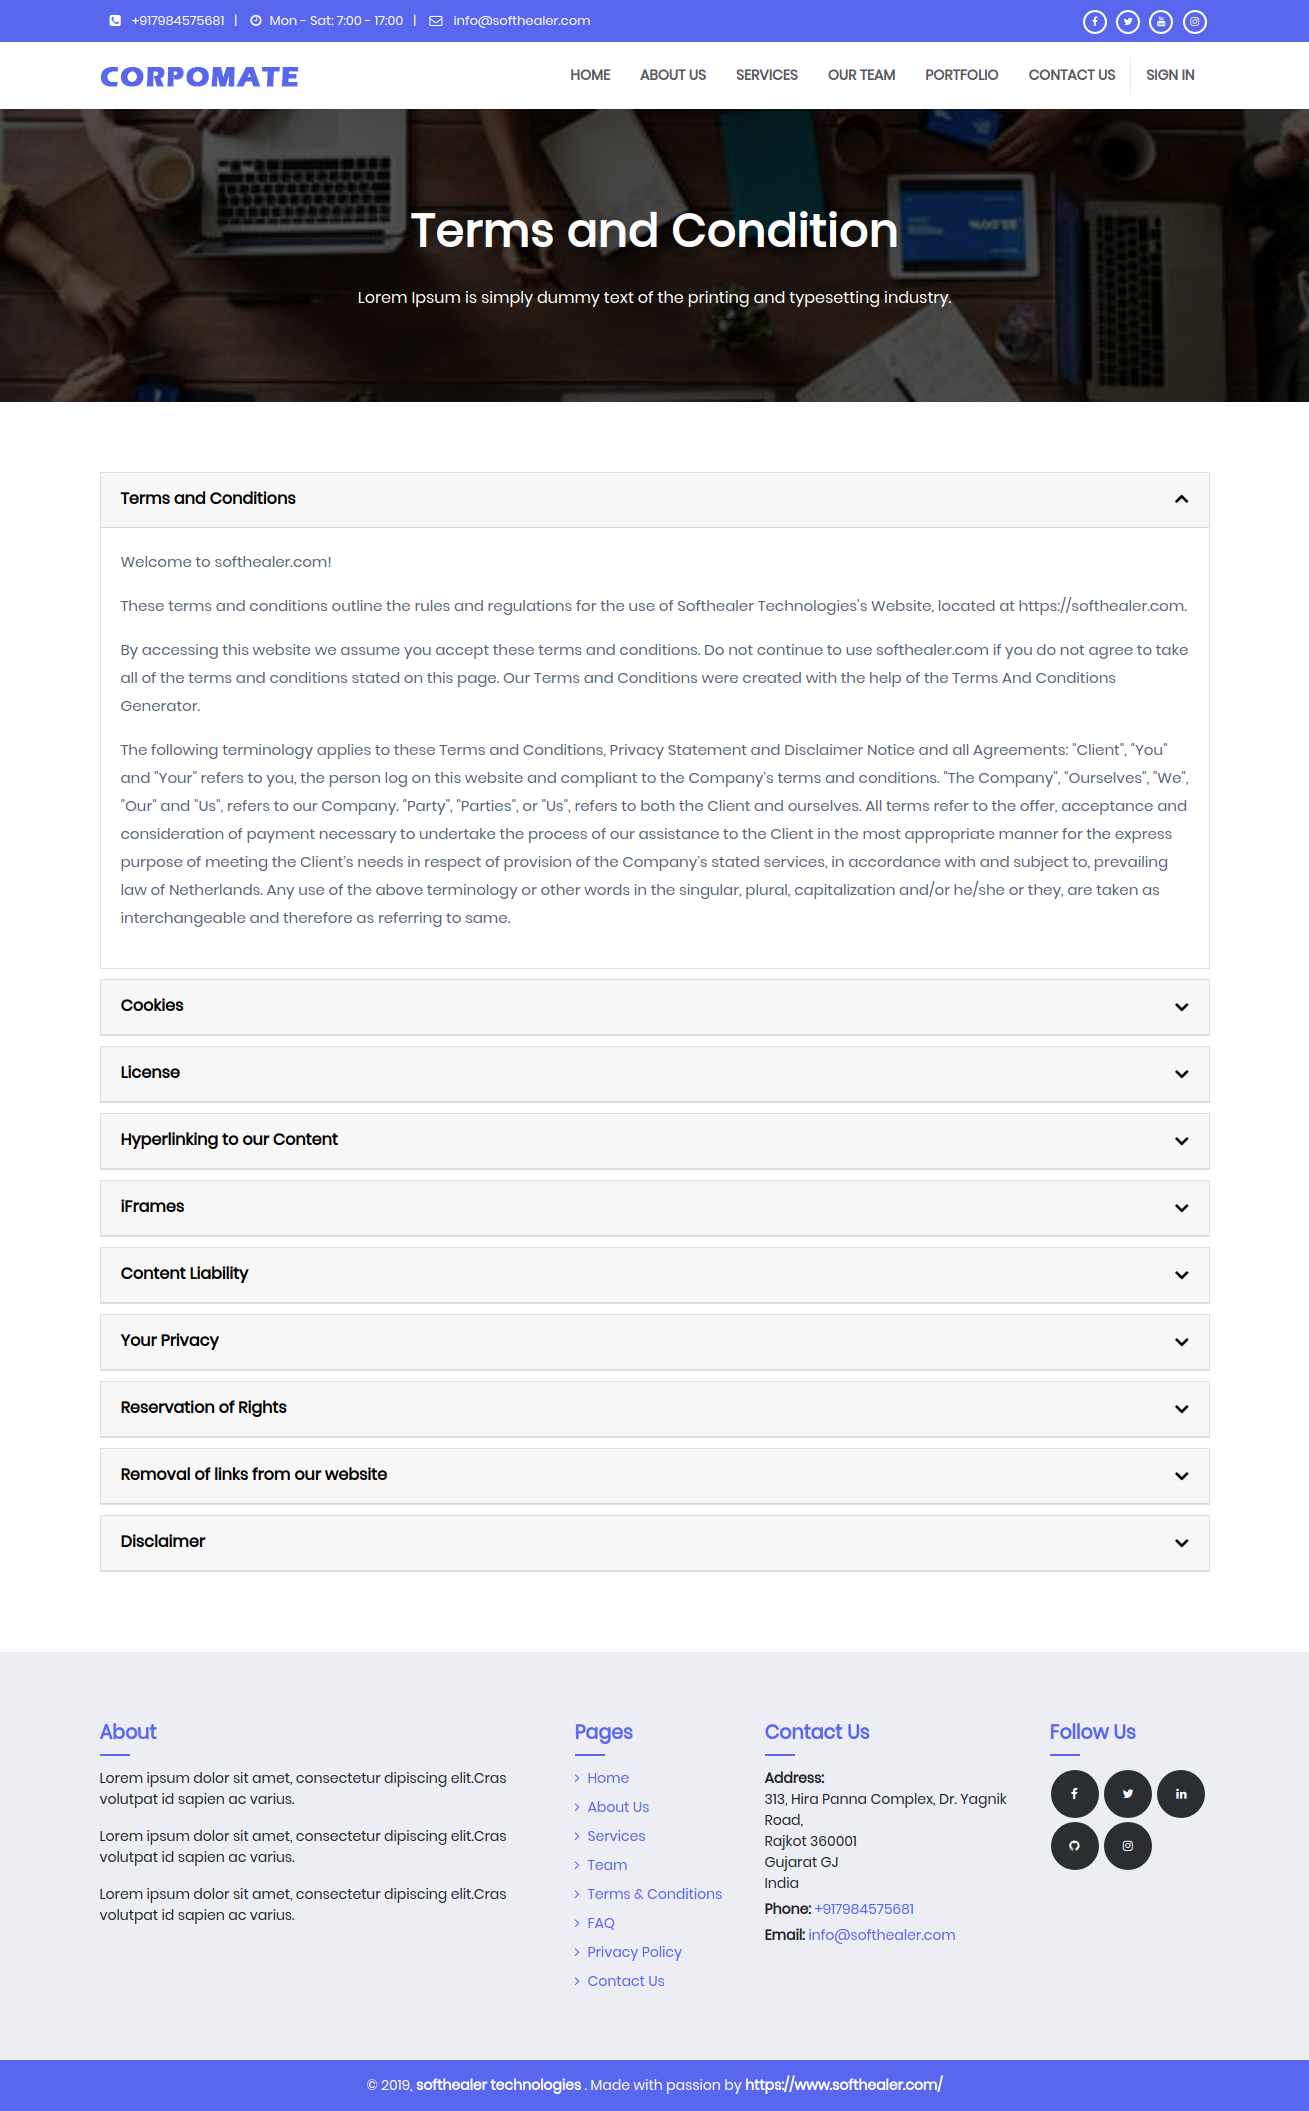 +917984575681 | Mon - Sat: 7:00 - 17:00 | info@softhealer.com
CORPOMATE
HOME ABOUT US SERVICES OUR TEAM PORTFOLIO CONTACT US SIGN IN
Terms and Condition
Lorem Ipsum is simply dummy text of the printing and typesetting industry.
Terms and Conditions
Welcome to softhealer.com!
These terms and conditions outline the rules and regulations for the use of Softhealer Technologies's Website, located at https://softhealer.com.
By accessing this website we assume you accept these terms and conditions. Do not continue to use softhealer.com if you do not agree to take
all of the terms and conditions stated on this page. Our Terms and Conditions were created with the help of the Terms And Conditions
Generator.
The following terminology applies to these Terms and Conditions, Privacy Statement and Disclaimer Notice and all Agreements: "Client", "You"
and "Your" refers to you, the person log on this website and compliant to the Company's terms and conditions. "The Company", "Ourselves", "We",
"Our" and "Us", refers to our Company. "Party", "Parties", or "Us", refers to both the Client and ourselves. All terms refer to the offer, acceptance and
consideration of payment necessary to undertake the process of our assistance to the Client in the most appropriate manner for the express
purpose of meeting the Client's needs in respect of provision of the Company's stated services, in accordance with and subject to, prevailing
law of Netherlands. Any use of the above terminology or other words in the singular, plural, capitalization and/or he/she or they, are taken as
interchangeable and therefore as referring to same.
Cookies
License
Hyperlinking to our Content
iFrames
Content Liability
Your Privacy
Reservation of Rights
Removal of links from our website
Disclaimer
About
Lorem ipsum dolor sit amet, consectetur dipiscing elit.Cras
volutpat id sapien ac varius.
Lorem ipsum dolor sit amet, consectetur dipiscing elit.Cras
volutpat id sapien ac varius.
Lorem ipsum dolor sit amet, consectetur dipiscing elit.Cras
volutpat id sapien ac varius.
Pages
Home
About Us
Services
Team
Terms & Conditions
FAQ
Privacy Policy
Contact Us
Contact Us
Address:
313, Hira Panna Complex, Dr. Yagnik
Road,
Rajkot 360001
Gujarat GJ
India
Phone: +917984575681
Email: info@softhealer.com
Follow Us
© 2019, softhealer technologies . Made with passion by https://www.softhealer.com/